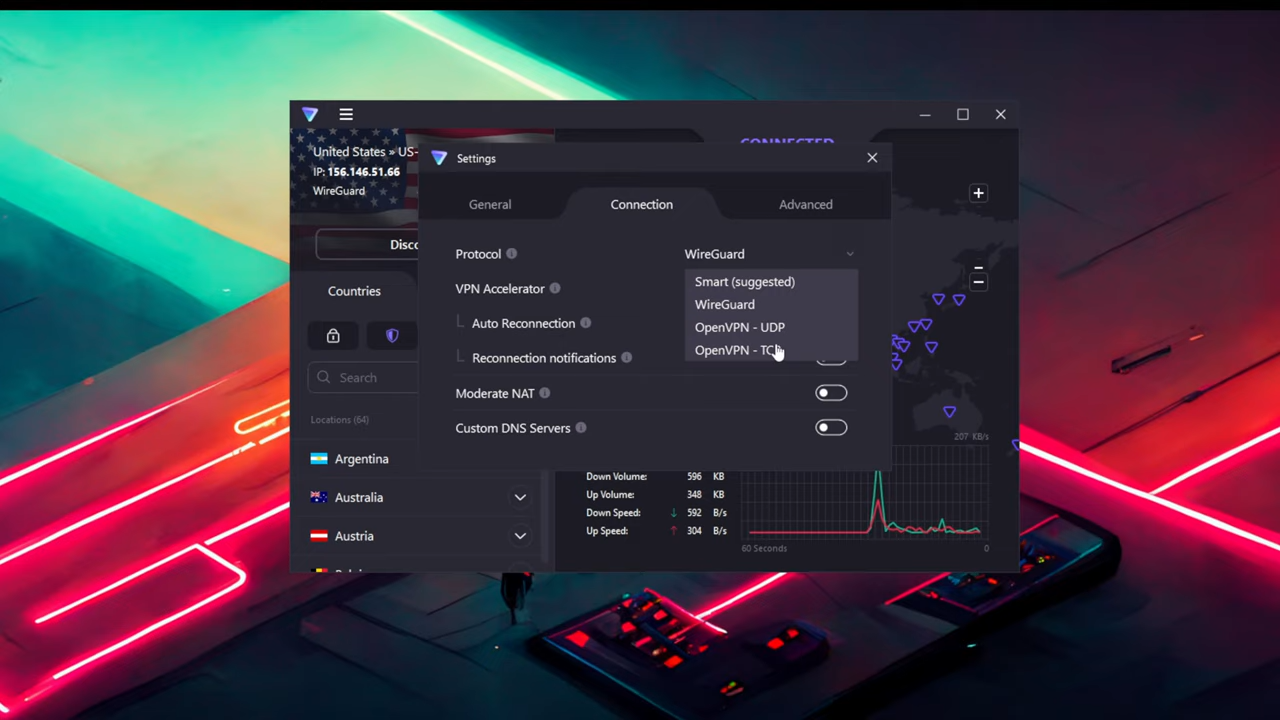 CONNECTED
United States » US-
IP: 156.146.51.66
WireGuard
Settings
General
Connection
Advanced
Protocol
WireGuard
Smart (suggested)
WireGuard
OpenVPN - UDP
OpenVPN -
VPN Accelerator
Auto Reconnection
Reconnection notifications
Moderate NAT
Custom DNS Servers
Disco
Countries
Search
Locations (64)
Argentina
Australia
Austria
207 KB/s
Down Volume: 596 KB
Up Volume: 348 KB
Down Speed: ↓ 592 B/s
Up Speed: ↑ 304 B/s
60 Seconds
0